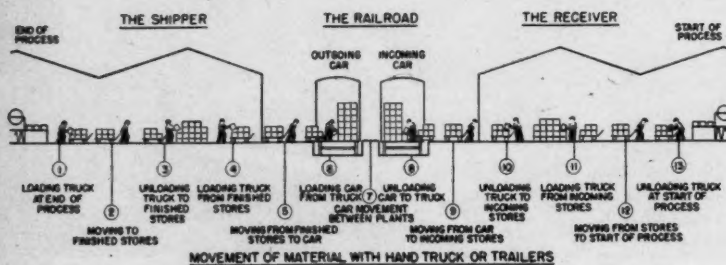 THE SHIPPER
THE RAILROAD
THE RECEIVER
END OF
PROCESS
START OF
PROCESS
OUTGOING
CAR
INCOMING
CAR
1
LOADING TRUCK
AT END OF
PROCESS
2
MOVING TO
FINISHED STORES
3
UNLOADING
TRUCK TO
FINISHED
STORES
4
LOADING TRUCK
FROM FINISHED
STORES
5
MOVING FROM FINISHED
STORES TO CAR
6
LOADING CAR
FROM TRUCK
7
CAR MOVEMENT
BETWEEN PLANTS
8
UNLOADING
CAR TO TRUCK
9
MOVING FROM CAR
TO INCOMING STORES
10
UNLOADING
TRUCK TO
INCOMING
STORES
11
LOADING TRUCK
FROM INCOMING
STORES
12
MOVING FROM STORES
TO START OF PROCESS
13
UNLOADING TRUCK
AT START OF
PROCESS
MOVEMENT OF MATERIAL WITH HAND TRUCK OR TRAILERS